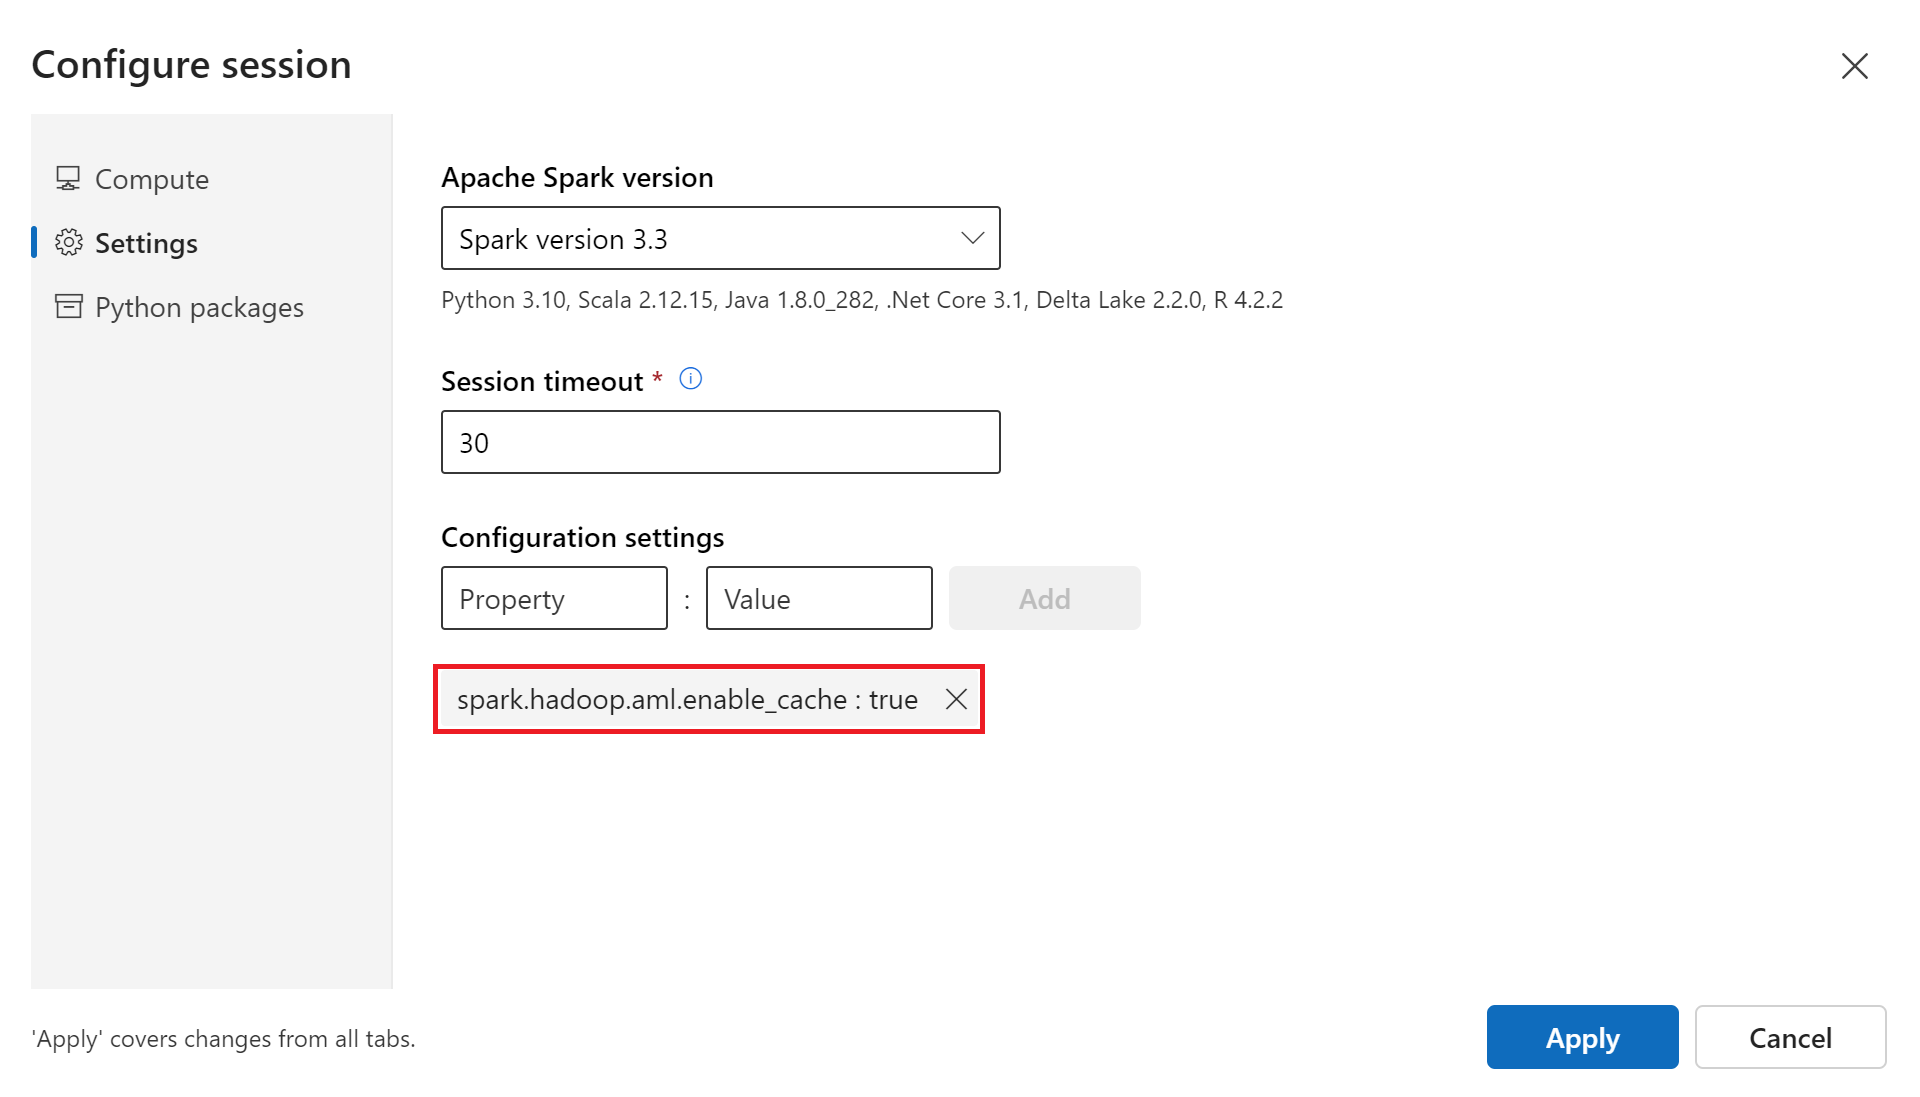 Configure session
Compute
Settings
Python packages
Apache Spark version
Spark version 3.3
Python 3.10, Scala 2.12.15, Java 1.8.0_282, .Net Core 3.1, Delta Lake 2.2.0, R 4.2.2
Session timeout *
30
Configuration settings
Property : Value Add
spark.hadoop.aml.enable_cache : true
'Apply' covers changes from all tabs.
Apply Cancel